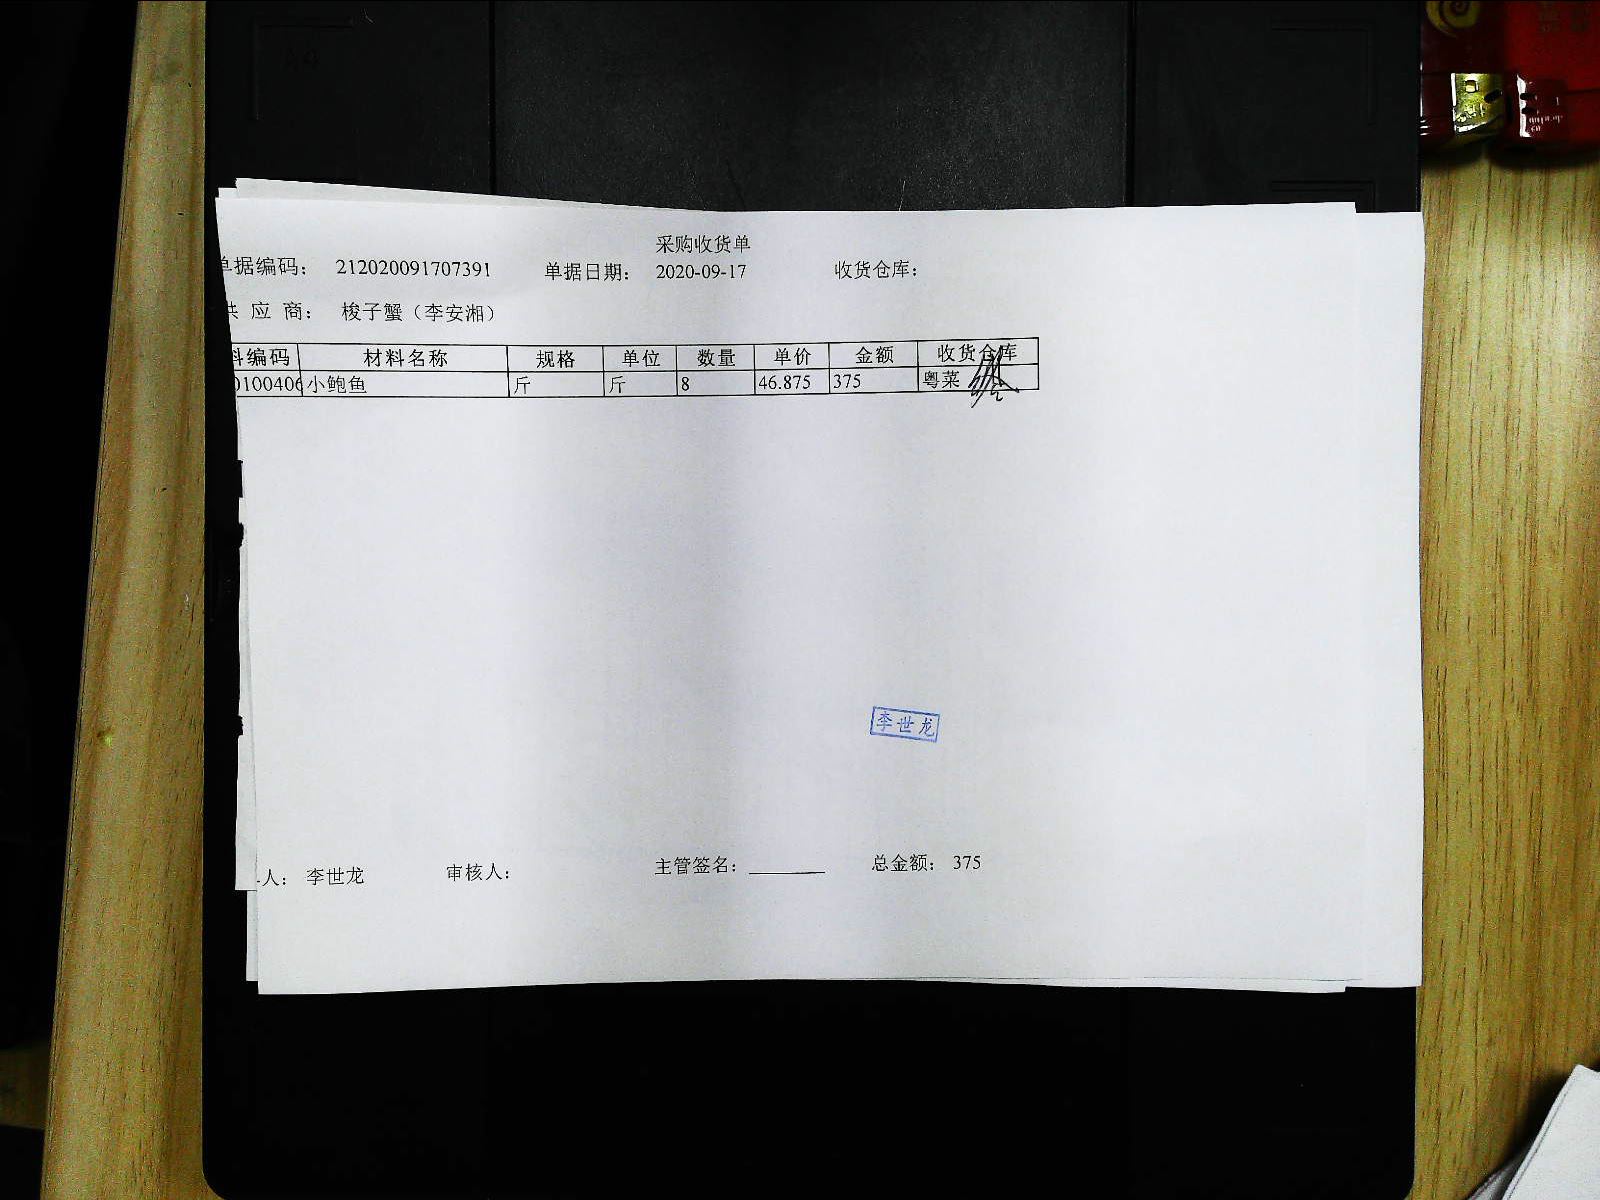 采购收货单
单据编码： 212020091707391 单据日期： 2020-09-17 收货仓库：
供 应 商： 梭子蟹（李安湘）
料编码 材料名称 规格 单位 数量 单价 金额 收货仓库
0100406 小鲍鱼 斤 斤 8 46.875 375 粤菜
李世龙
人： 李世龙 审核人： 主管签名： 总金额： 375